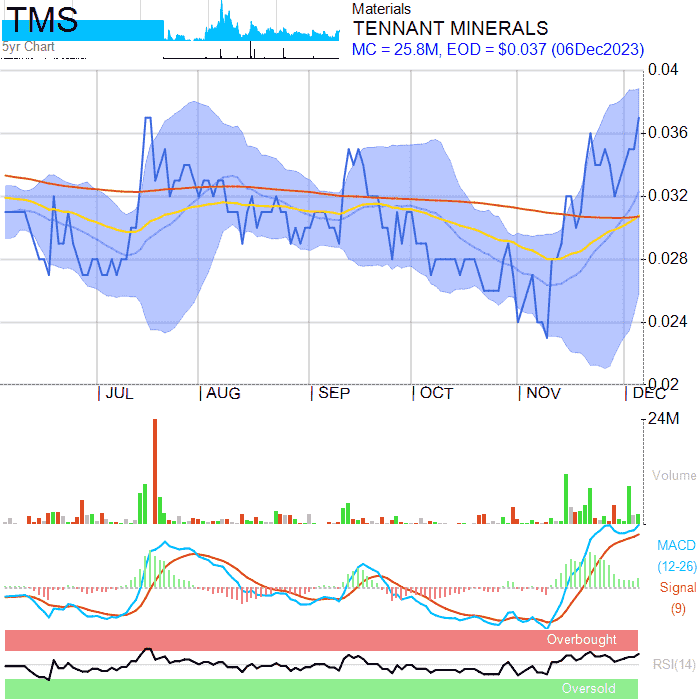 TMS
5yr Chart
Materials
TENNANT MINERALS
MC = 25.8M, EOD = $0.037 (06Dec2023)
0.04
0.036
0.032
0.028
0.024
0.02
JUL AUG SEP OCT NOV DEC
24M
Volume
MACD
(12-26)
Signal
(9)
Overbought
RSI(14)
Oversold